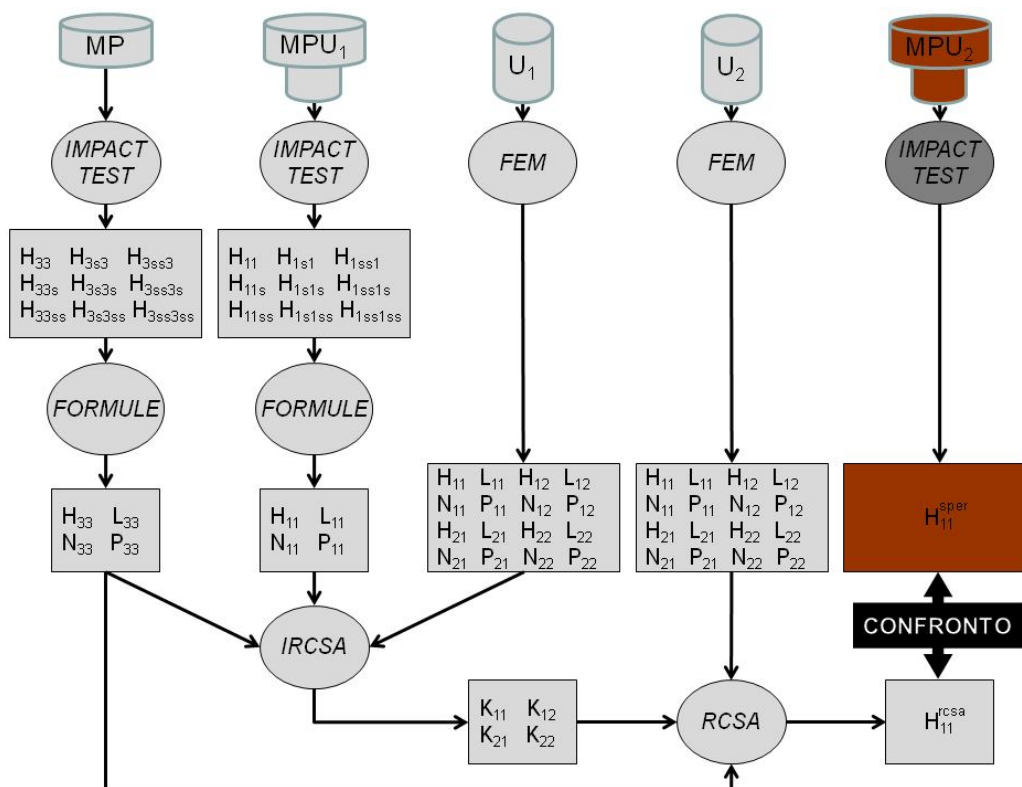 MP
MPU₁
U₁
U₂
MPU₂
IMPACT
TEST
IMPACT
TEST
FEM
FEM
IMPACT
TEST
H₃₃ H₃ₛ₃ H₃ₛₛ₃
H₃₃ₛ H₃ₛ₃ₛ H₃ₛₛ₃ₛ
H₃₃ₛₛ H₃ₛ₃ₛₛ H₃ₛₛ₃ₛₛ
H₁₁ H₁ₛ₁ H₁ₛₛ₁
H₁₁ₛ H₁ₛ₁ₛ H₁ₛₛ₁ₛ
H₁₁ₛₛ H₁ₛ₁ₛₛ H₁ₛₛ₁ₛₛ
FORMULE
FORMULE
H₃₃ L₃₃
N₃₃ P₃₃
H₁₁ L₁₁
N₁₁ P₁₁
H₁₁ L₁₁ H₁₂ L₁₂
N₁₁ P₁₁ N₁₂ P₁₂
H₂₁ L₂₁ H₂₂ L₂₂
N₂₁ P₂₁ N₂₂ P₂₂
H₁₁ L₁₁ H₁₂ L₁₂
N₁₁ P₁₁ N₁₂ P₁₂
H₂₁ L₂₁ H₂₂ L₂₂
N₂₁ P₂₁ N₂₂ P₂₂
H₁₁ˢᵖᵉʳ
CONFRONTO
IRCSA
K₁₁ K₁₂
K₂₁ K₂₂
RCSA
H₁₁ʳᶜˢᵃ